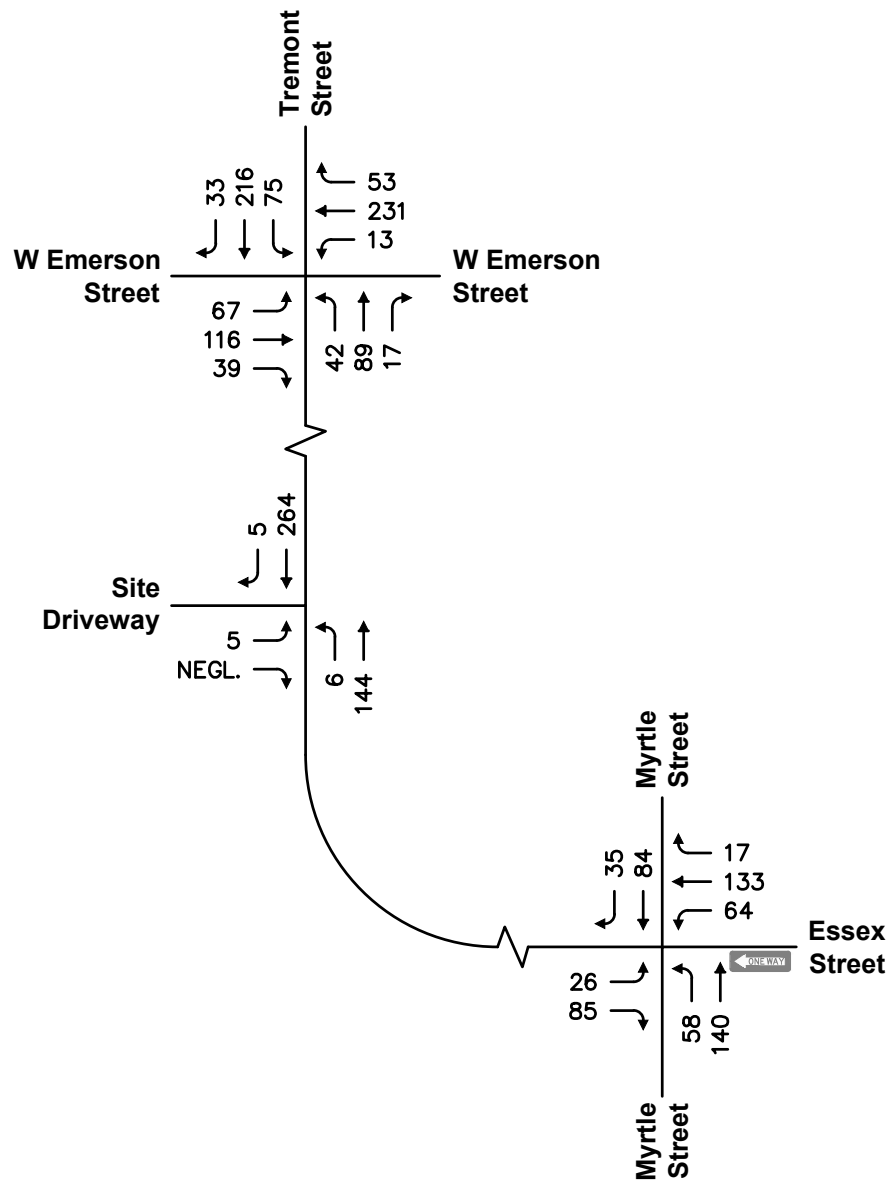 Tremont
Street
33
216
75
53
231
13
W Emerson
Street
W Emerson
Street
67
116
39
42
89
17
5
264
Site
Driveway
5
NEGL.
6
144
Myrtle
Street
35
84
17
133
64
Essex
Street
ONE WAY
26
85
58
140
Myrtle
Street